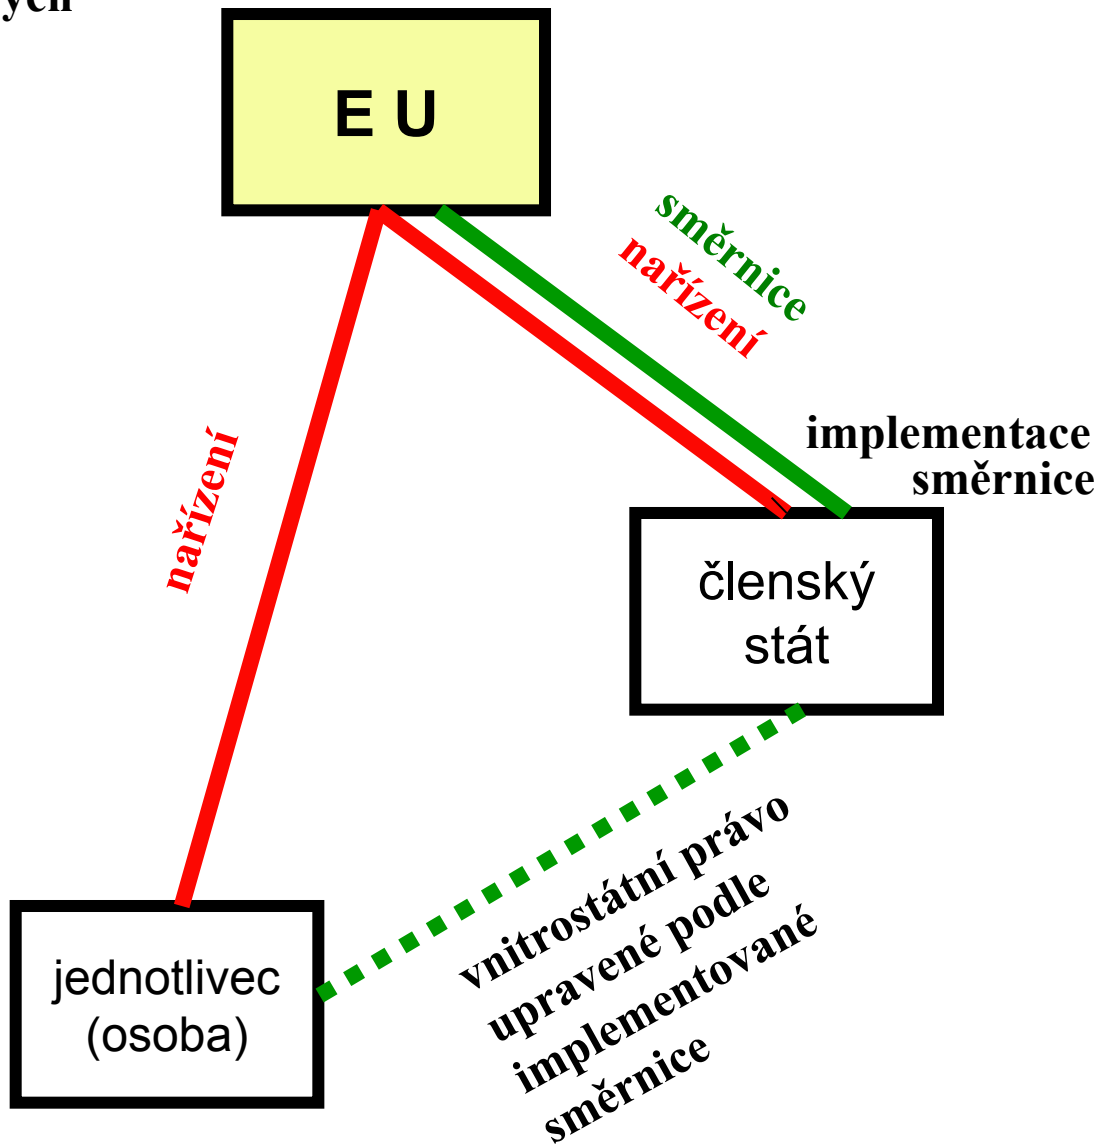 E U
směrnice
nařízení
nařízení
implementace
směrnice
členský
stát
vnitrostátní právo
upravené podle
implementované
směrnice
jednotlivec
(osoba)